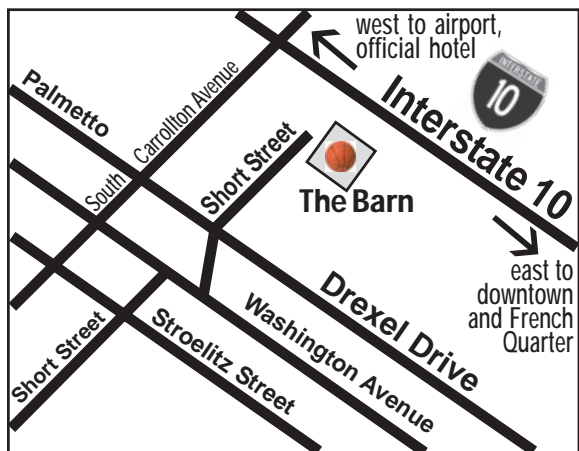 west to airport,
official hotel
INTERSTATE
10
Interstate 10
Palmetto
South Carrollton Avenue
Short Street
The Barn
east to
downtown
and French
Quarter
Drexel Drive
Washington Avenue
Stroelitz Street
Short Street